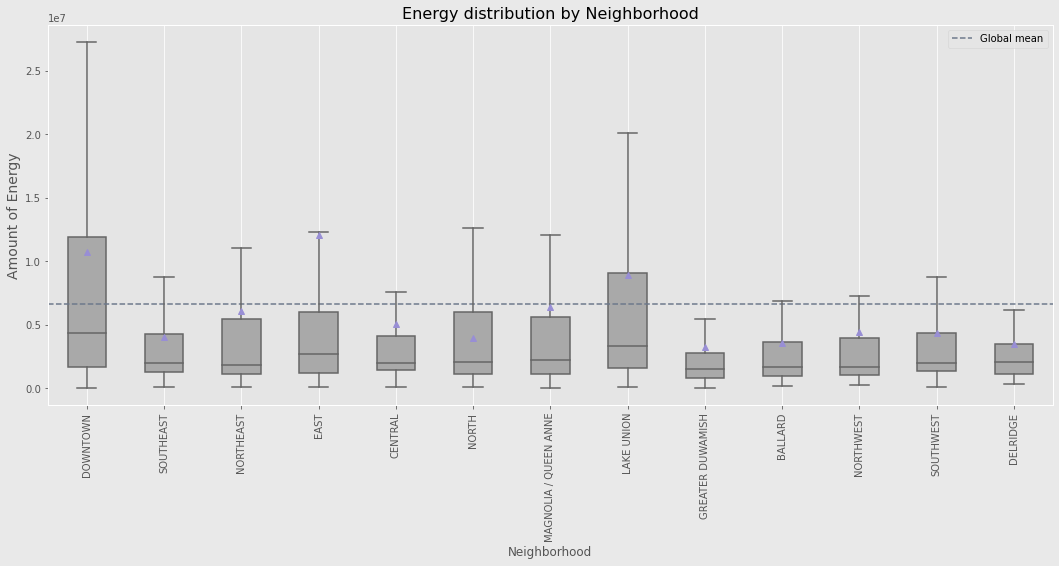 Energy distribution by Neighborhood
1e7
Global mean
2.5
2.0
1.5
1.0
0.5
0.0
Amount of Energy
DOWNTOWN
SOUTHEAST
NORTHEAST
EAST
CENTRAL
NORTH
MAGNOLIA / QUEEN ANNE
LAKE UNION
GREATER DUWAMISH
BALLARD
NORTHWEST
SOUTHWEST
DELRIDGE
Neighborhood